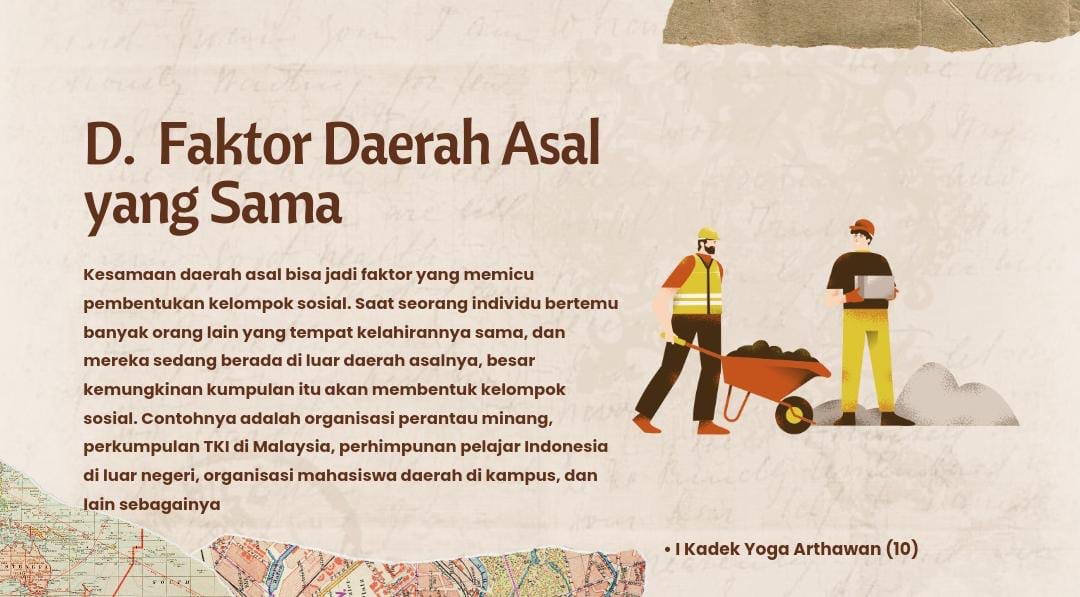 D. Faktor Daerah Asal
yang Sama
Kesamaan daerah asal bisa jadi faktor yang memicu
pembentukan kelompok sosial. Saat seorang individu bertemu
banyak orang lain yang tempat kelahirannya sama, dan
mereka sedang berada di luar daerah asalnya, besar
kemungkinan kumpulan itu akan membentuk kelompok
sosial. Contohnya adalah organisasi perantau minang,
perkumpulan TKI di Malaysia, perhimpunan pelajar Indonesia
di luar negeri, organisasi mahasiswa daerah di kampus, dan
lain sebagainya
• I Kadek Yoga Arthawan (10)
SOUTH